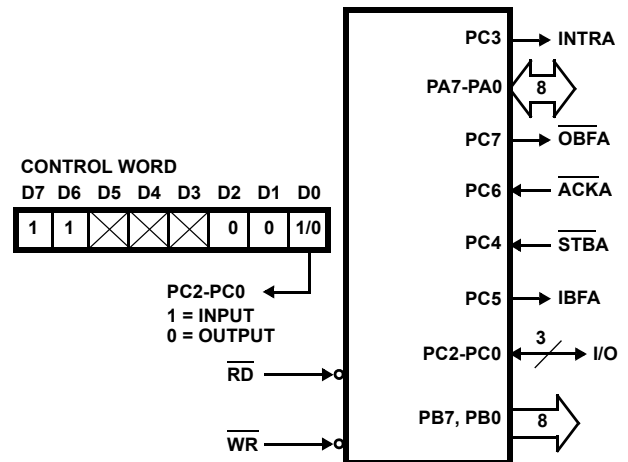 PC3 INTRA
PA7-PA0 8
PC7 OBFA
CONTROL WORD
D7 D6 D5 D4 D3 D2 D1 D0
1 1 0 0 1/0
PC6 ACKA
PC4 STBA
PC2-PC0
1 = INPUT
0 = OUTPUT
PC5 IBFA
PC2-PC0 3 I/O
RD
PB7, PB0 8
WR